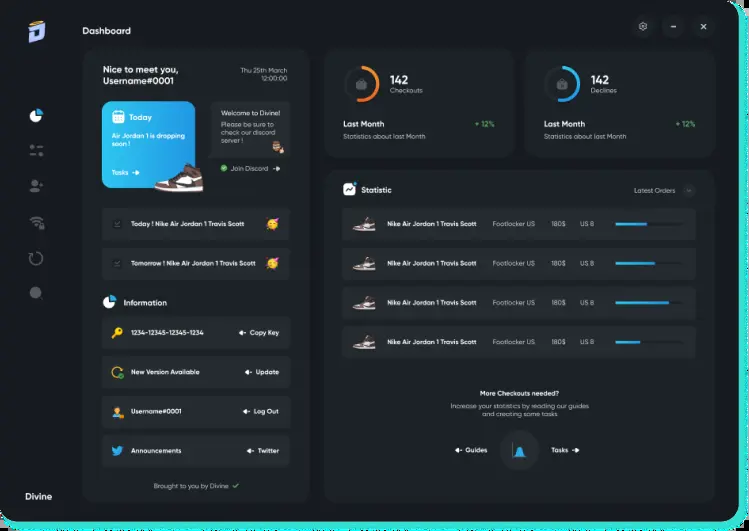 Dashboard
Nice to meet you,
Username#0001
Thu 25th March
12:00:00
Today
Air Jordan 1 is dropping
soon !
Tasks
Welcome to Divine!
Please be sure to
check our discord
server !
Join Discord
Today ! Nike Air Jordan 1 Travis Scott
Tomorrow ! Nike Air Jordan 1 Travis Scott
Information
1234-12345-12345-1234
Copy Key
New Version Available
Update
Username#0001
Log Out
Announcements
Twitter
Brought to you by Divine
142
Checkouts
Last Month
+ 12%
Statistics about last Month
142
Declines
Last Month
+ 12%
Statistics about last Month
Statistic
Latest Orders
Nike Air Jordan 1 Travis Scott Footlocker US 180$ US 8
Nike Air Jordan 1 Travis Scott Footlocker US 180$ US 8
Nike Air Jordan 1 Travis Scott Footlocker US 180$ US 8
Nike Air Jordan 1 Travis Scott Footlocker US 180$ US 8
More Checkouts needed?
Increase your statistics by reading our guides
and creating some tasks
Guides
Tasks
Divine